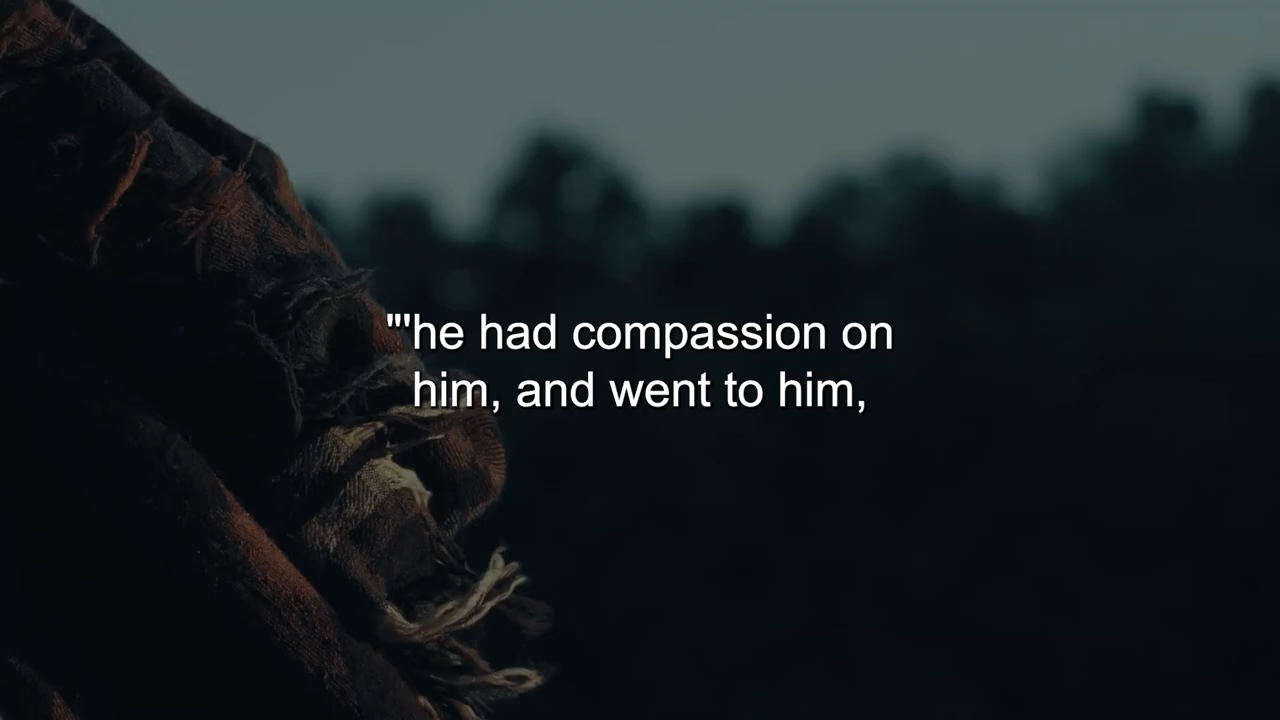 "'he had compassion on
him, and went to him,